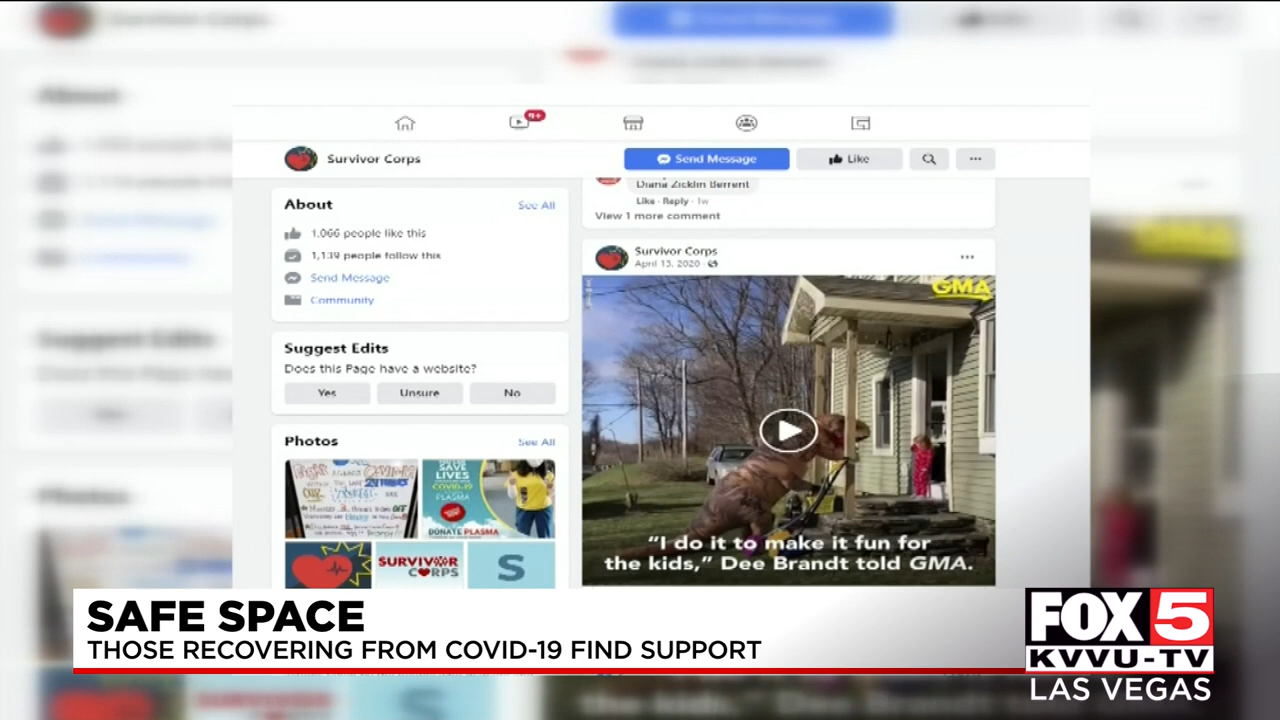 9+
Survivor Corps
Send Message
Like
Diana Zicklin Berrent
Like · Reply · 1w
View 1 more comment
About
See All
1,066 people like this
1,139 people follow this
Send Message
Community
Suggest Edits
Does this Page have a website?
Yes
Unsure
No
Photos
See All
SAVE
LIVES
COVID-19
PLASMA
DONATE PLASMA
SURVIVOR
CORPS
S
Survivor Corps
April 13, 2020
GMA
"I do it to make it fun for
the kids," Dee Brandt told GMA.
SAFE SPACE
THOSE RECOVERING FROM COVID-19 FIND SUPPORT
FOX 5
KVVU-TV
LAS VEGAS